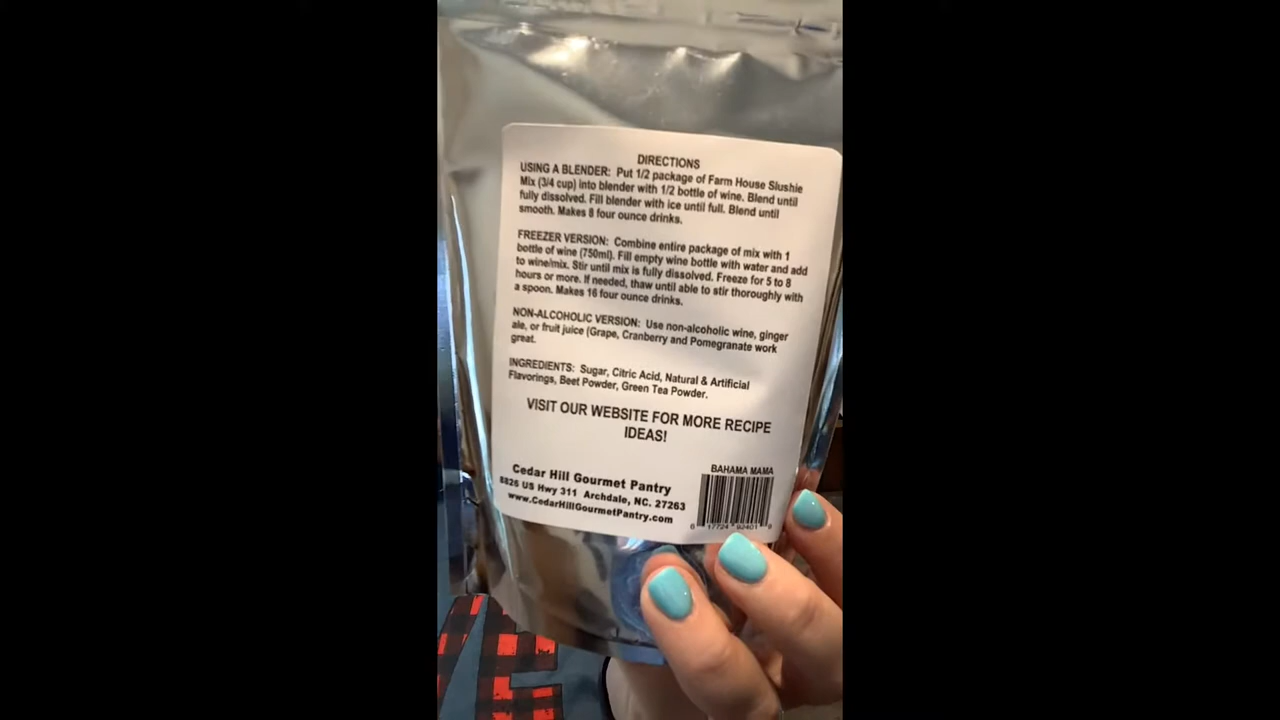 DIRECTIONS
USING A BLENDER: Put 1/2 package of Farm House Slushie
Mix (3/4 cup) into blender with 1/2 bottle of wine. Blend until
fully dissolved. Fill blender with ice until full. Blend until
smooth. Makes 8 four ounce drinks.
FREEZER VERSION: Combine entire package of mix with 1
bottle of wine (750ml). Fill empty wine bottle with water and add
to wine/mix. Stir until mix is fully dissolved. Freeze for 5 to 8
hours or more. If needed, thaw until able to stir thoroughly with
a spoon. Makes 16 four ounce drinks.
NON-ALCOHOLIC VERSION: Use non-alcoholic wine, ginger
ale, or fruit juice (Grape, Cranberry and Pomegranate work
great.
INGREDIENTS: Sugar, Citric Acid, Natural & Artificial
Flavorings, Beet Powder, Green Tea Powder.
VISIT OUR WEBSITE FOR MORE RECIPE
IDEAS!
Cedar Hill Gourmet Pantry
8826 US Hwy 311 Archdale, NC. 27263
www.CedarHillGourmetPantry.com
BAHAMA MAMA
6 17724 92401 8